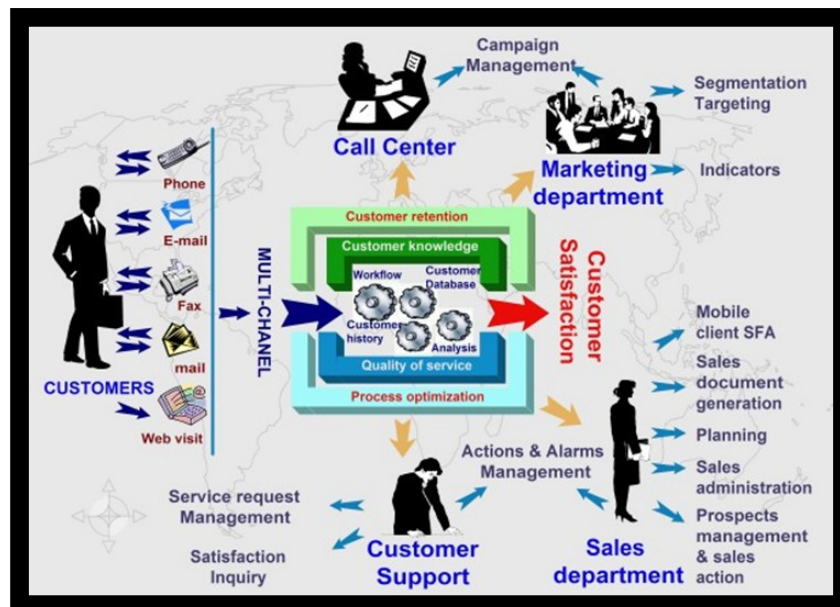 Campaign
Management
Segmentation
Targeting
Call Center
Marketing
department
Indicators
Phone
E-mail
Fax
mail
CUSTOMERS
Web visit
MULTI-CHANEL
Customer retention
Customer knowledge
Workflow
Customer
Database
Customer
history
Analysis
Quality of service
Process optimization
Customer
Satisfaction
Mobile
client SFA
Sales
document
generation
Planning
Sales
administration
Prospects
management
& sales
action
Actions & Alarms
Management
Service request
Management
Satisfaction
Inquiry
Customer
Support
Sales
department